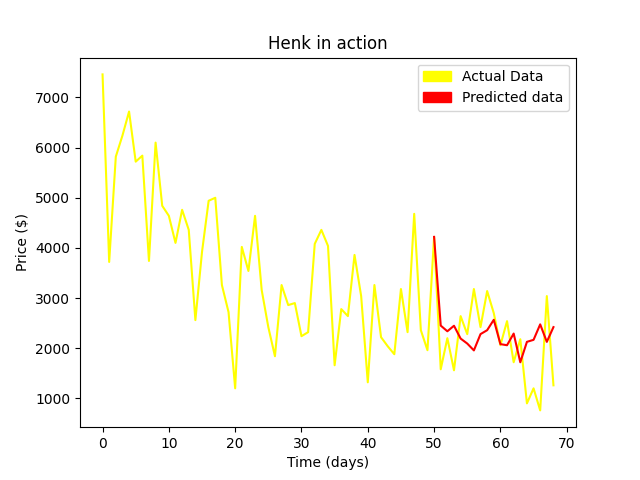 Henk in action
Actual Data
Predicted data
Price ($)
7000
6000
5000
4000
3000
2000
1000
0 10 20 30 40 50 60 70
Time (days)